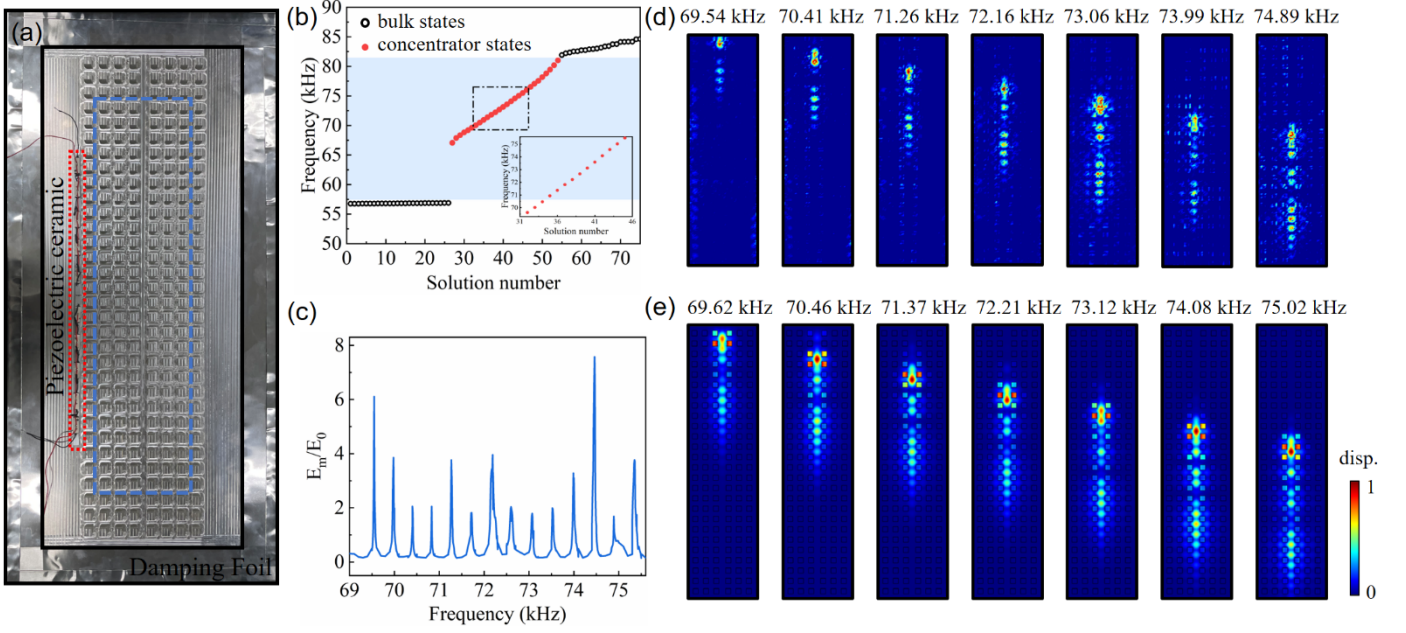 (a)
Piezoelectric ceramic
Damping Foil
(b)
bulk states
concentrator states
Frequency (kHz)
90
85
80
75
70
65
60
55
50
0 10 20 30 40 50 60 70
Solution number
Frequency (kHz)
75
74
73
72
71
70
31 36 41 46
Solution number
(c)
Em/E0
8
6
4
2
0
69 70 71 72 73 74 75
Frequency (kHz)
(d)
69.54 kHz 70.41 kHz 71.26 kHz 72.16 kHz 73.06 kHz 73.99 kHz 74.89 kHz
(e)
69.62 kHz 70.46 kHz 71.37 kHz 72.21 kHz 73.12 kHz 74.08 kHz 75.02 kHz
disp.
1
0